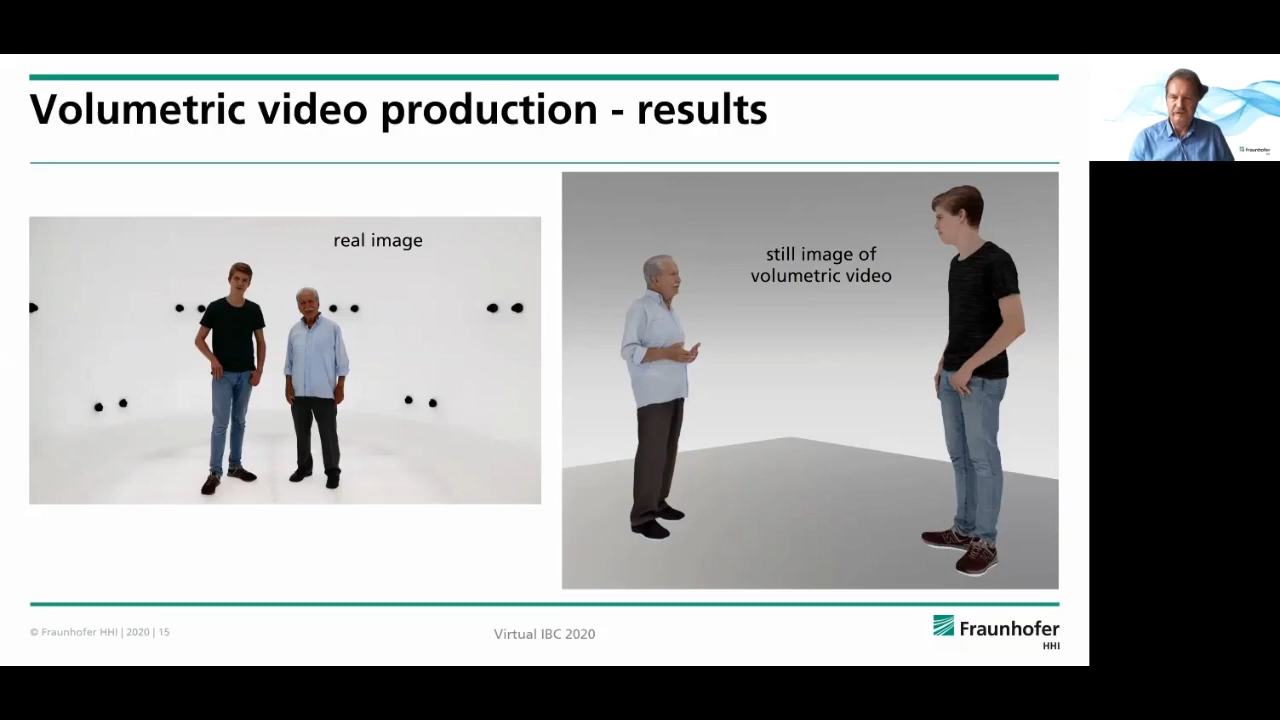 Volumetric video production - results
real image
still image of
volumetric video
© Fraunhofer HHI | 2020 | 15
Virtual IBC 2020
Fraunhofer
HHI
Fraunhofer